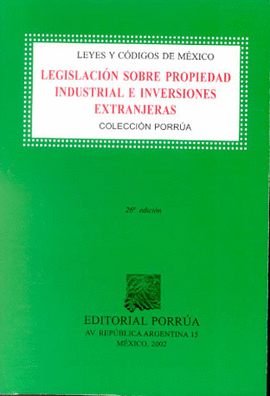 LEYES Y CÓDIGOS DE MÉXICO
LEGISLACIÓN SOBRE PROPIEDAD
INDUSTRIAL E INVERSIONES
EXTRANJERAS
COLECCIÓN PORRÚA
26ª edición
EDITORIAL PORRÚA
AV. REPÚBLICA ARGENTINA 15
MÉXICO, 2002